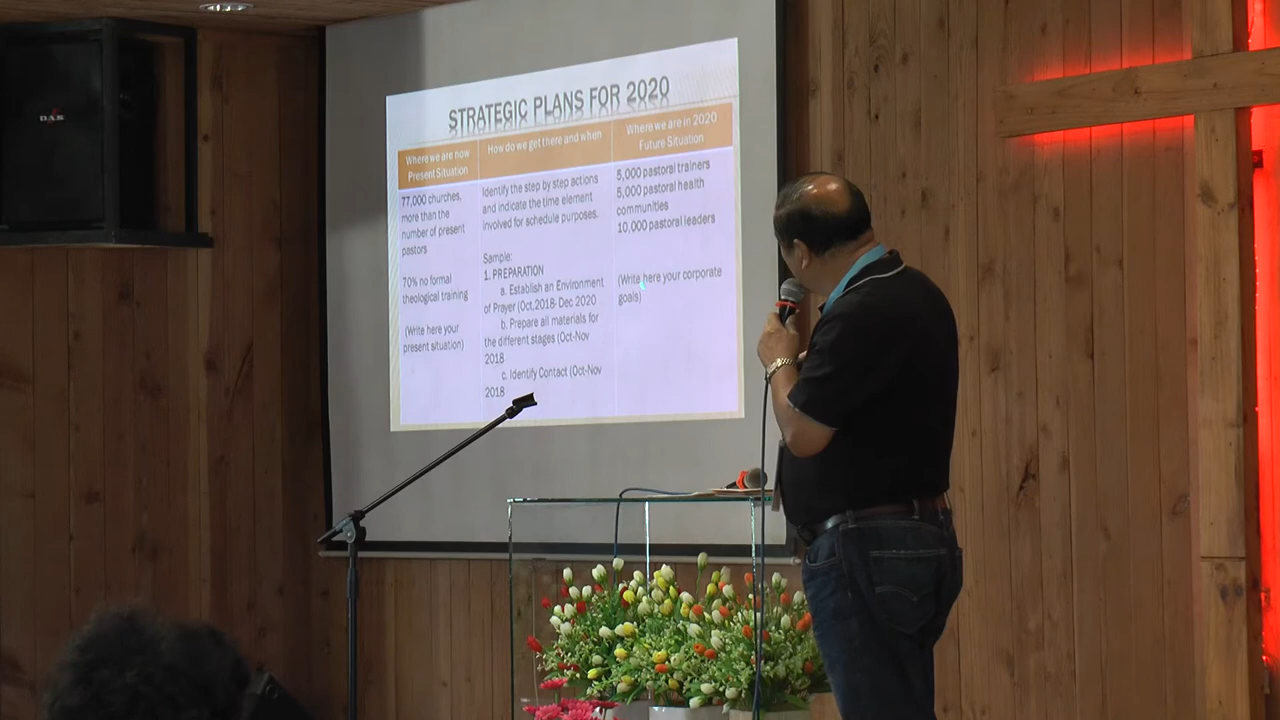 DAK
STRATEGIC PLANS FOR 2020
Where we are now
Present Situation
How do we get there and when
Where we are in 2020
Future Situation
77,000 churches,
more than the
number of present
pastors
70% no formal
theological training
(Write here your
present situation)
Identify the step by step actions
and indicate the time element
involved for schedule purposes.
Sample:
1. PREPARATION
a. Establish an Environment
of Prayer (Oct,2018- Dec 2020
b. Prepare all materials for
the different stages (Oct-Nov
2018
c. Identify Contact (Oct-Nov
2018
5,000 pastoral trainers
5,000 pastoral health
communities
10,000 pastoral leaders
(Write here your corporate
goals)